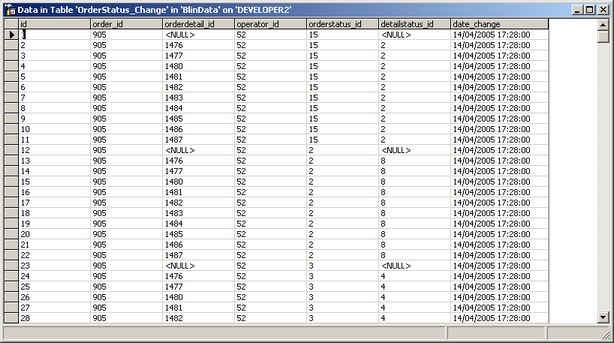 Data in Table 'OrderStatus_Change' in 'BlinData' on 'DEVELOPER2'
id order_id orderdetail_id operator_id orderstatus_id detailstatus_id date_change
1 905 <NULL> 52 15 <NULL> 14/04/2005 17:28:00
2 905 1476 52 15 2 14/04/2005 17:28:00
3 905 1477 52 15 2 14/04/2005 17:28:00
4 905 1480 52 15 2 14/04/2005 17:28:00
5 905 1481 52 15 2 14/04/2005 17:28:00
6 905 1482 52 15 2 14/04/2005 17:28:00
7 905 1483 52 15 2 14/04/2005 17:28:00
8 905 1484 52 15 2 14/04/2005 17:28:00
9 905 1485 52 15 2 14/04/2005 17:28:00
10 905 1486 52 15 2 14/04/2005 17:28:00
11 905 1487 52 15 2 14/04/2005 17:28:00
12 905 <NULL> 52 2 <NULL> 14/04/2005 17:28:00
13 905 1476 52 2 8 14/04/2005 17:28:00
14 905 1477 52 2 8 14/04/2005 17:28:00
15 905 1480 52 2 8 14/04/2005 17:28:00
16 905 1481 52 2 8 14/04/2005 17:28:00
17 905 1482 52 2 8 14/04/2005 17:28:00
18 905 1483 52 2 8 14/04/2005 17:28:00
19 905 1484 52 2 8 14/04/2005 17:28:00
20 905 1485 52 2 8 14/04/2005 17:28:00
21 905 1486 52 2 8 14/04/2005 17:28:00
22 905 1487 52 2 8 14/04/2005 17:28:00
23 905 <NULL> 52 3 <NULL> 14/04/2005 17:28:00
24 905 1476 52 3 4 14/04/2005 17:28:00
25 905 1477 52 3 4 14/04/2005 17:28:00
26 905 1480 52 3 4 14/04/2005 17:28:00
27 905 1481 52 3 4 14/04/2005 17:28:00
28 905 1482 52 3 4 14/04/2005 17:28:00